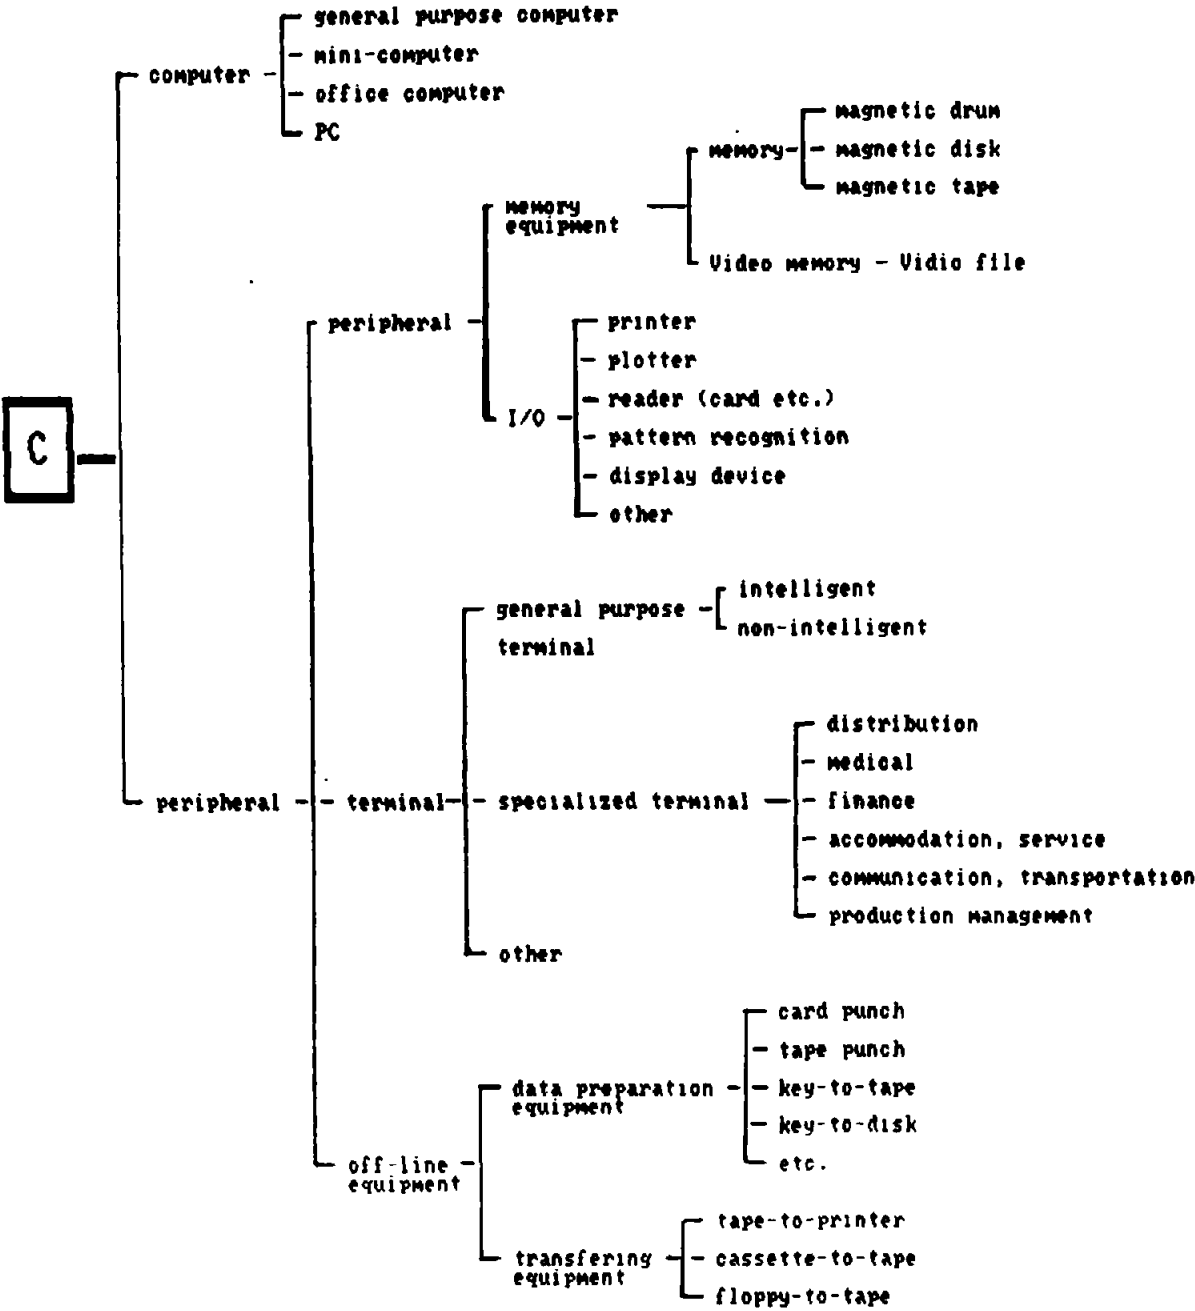 general purpose computer
mini-computer
computer
office computer
PC
magnetic drum
memory
magnetic disk
magnetic tape
memory
equipment
Video memory - Vidio file
peripheral
printer
plotter
reader (card etc.)
I/O
pattern recognition
display device
other
C
intelligent
general purpose
non-intelligent
terminal
distribution
medical
peripheral
terminal
specialized terminal
finance
accommodation, service
communication, transportation
production management
other
card punch
tape punch
data preparation
equipment
key-to-tape
key-to-disk
etc.
off-line
equipment
tape-to-printer
transfering
equipment
cassette-to-tape
floppy-to-tape